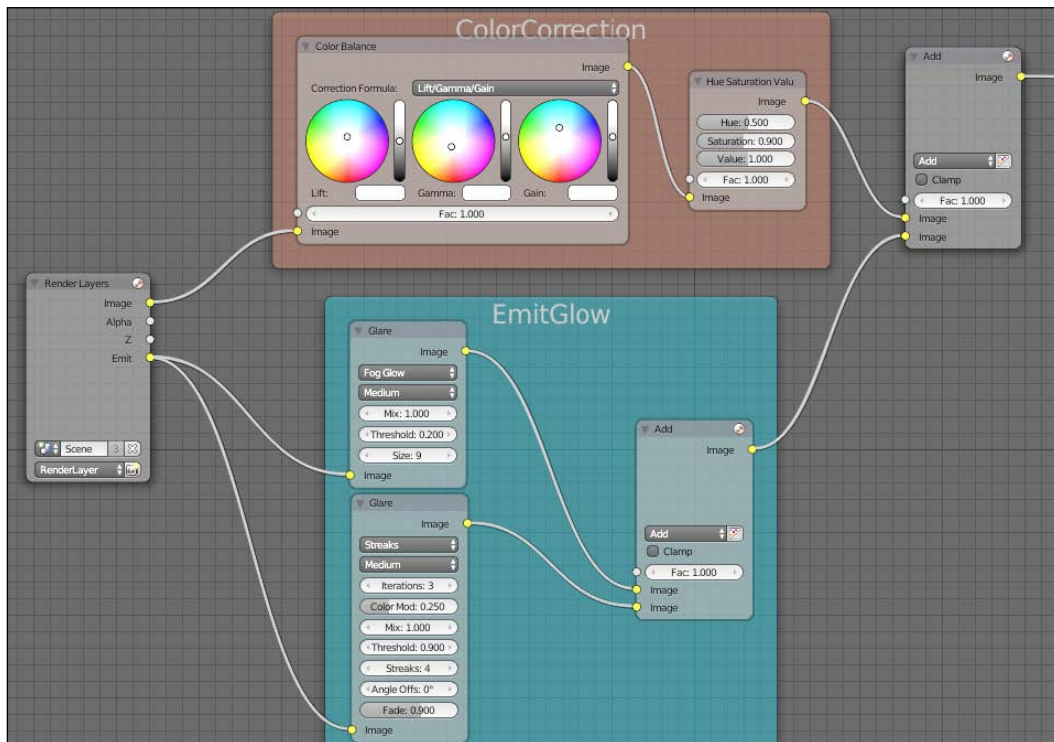 ColorCorrection
Color Balance
Image
Correction Formula: Lift/Gamma/Gain
Lift: Gamma: Gain:
Fac: 1.000
Image
Hue Saturation Valu
Image
Hue: 0.500
Saturation: 0.900
Value: 1.000
Fac: 1.000
Image
Add
Image
Add
Clamp
Fac: 1.000
Image
Image
Render Layers
Image
Alpha
Z
Emit
Scene 3
RenderLayer
EmitGlow
Glare
Image
Fog Glow
Medium
Mix: 1.000
Threshold: 0.200
Size: 9
Image
Glare
Image
Streaks
Medium
Iterations: 3
Color Mod: 0.250
Mix: 1.000
Threshold: 0.900
Streaks: 4
Angle Offs: 0°
Fade: 0.900
Image
Add
Image
Add
Clamp
Fac: 1.000
Image
Image